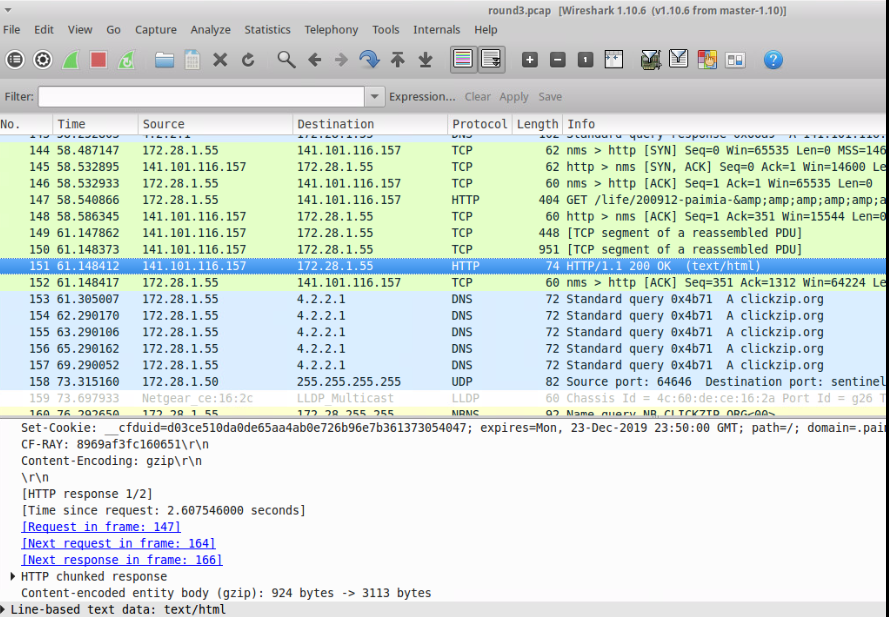 round3.pcap [Wireshark 1.10.6 (v1.10.6 from master-1.10)]
File Edit View Go Capture Analyze Statistics Telephony Tools Internals Help
Filter: Expression... Clear Apply Save
No. Time Source Destination Protocol Length Info
144 58.487147 172.28.1.55 141.101.116.157 TCP 62 nms > http [SYN] Seq=0 Win=65535 Len=0 MSS=146
145 58.532895 141.101.116.157 172.28.1.55 TCP 62 http > nms [SYN, ACK] Seq=0 Ack=1 Win=14600 Le
146 58.532933 172.28.1.55 141.101.116.157 TCP 60 nms > http [ACK] Seq=1 Ack=1 Win=65535 Len=0
147 58.540866 172.28.1.55 141.101.116.157 HTTP 404 GET /life/200912-paimia-&amp;amp;amp;amp;amp;a
148 58.586345 141.101.116.157 172.28.1.55 TCP 60 http > nms [ACK] Seq=1 Ack=351 Win=15544 Len=0
149 61.147862 141.101.116.157 172.28.1.55 TCP 448 [TCP segment of a reassembled PDU]
150 61.148373 141.101.116.157 172.28.1.55 TCP 951 [TCP segment of a reassembled PDU]
151 61.148412 141.101.116.157 172.28.1.55 HTTP 74 HTTP/1.1 200 OK (text/html)
152 61.148417 172.28.1.55 141.101.116.157 TCP 60 nms > http [ACK] Seq=351 Ack=1312 Win=64224 Le
153 61.305007 172.28.1.55 4.2.2.1 DNS 72 Standard query 0x4b71 A clickzip.org
154 62.290170 172.28.1.55 4.2.2.1 DNS 72 Standard query 0x4b71 A clickzip.org
155 63.290106 172.28.1.55 4.2.2.1 DNS 72 Standard query 0x4b71 A clickzip.org
156 65.290162 172.28.1.55 4.2.2.1 DNS 72 Standard query 0x4b71 A clickzip.org
157 69.290052 172.28.1.55 4.2.2.1 DNS 72 Standard query 0x4b71 A clickzip.org
158 73.315160 172.28.1.50 255.255.255.255 UDP 82 Source port: 64646 Destination port: sentinel
159 73.697933 Netgear_ce:16:2c LLDP_Multicast LLDP 60 Chassis Id = 4c:60:de:ce:16:2a Port Id = g26 T
160 76.292650 172.28.1.55 172.28.255.255 NBNS 92 Name query NB CLICKZIP.ORG<00>
Set-Cookie: __cfduid=d03ce510da0de65aa4ab0e726b96e7b361373054047; expires=Mon, 23-Dec-2019 23:50:00 GMT; path=/; domain=.pai
CF-RAY: 8969af3fc160651\r\n
Content-Encoding: gzip\r\n
\r\n
[HTTP response 1/2]
[Time since request: 2.607546000 seconds]
[Request in frame: 147]
[Next request in frame: 164]
[Next response in frame: 166]
HTTP chunked response
Content-encoded entity body (gzip): 924 bytes -> 3113 bytes
Line-based text data: text/html